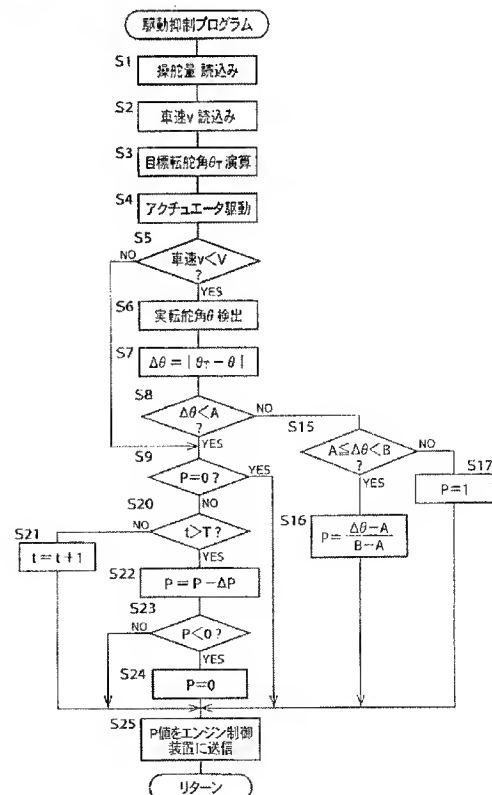 駆動抑制プログラム
S1
操舵量 読込み
S2
車速v 読込み
S3
目標転舵角θT 演算
S4
アクチュエータ駆動
S5
車速v<V
?
NO
YES
S6
実転舵角θ 検出
S7
Δθ=|θT-θ|
S8
Δθ<A
?
NO
YES
S15
A≦Δθ<B
?
NO
YES
S17
P=1
S16
P=Δθ-A
B-A
S9
P=0?
YES
NO
S20
t>T?
NO
YES
S21
t=t+1
S22
P=P-ΔP
S23
P<0?
NO
YES
S24
P=0
S25
P値をエンジン制御
装置に送信
リターン